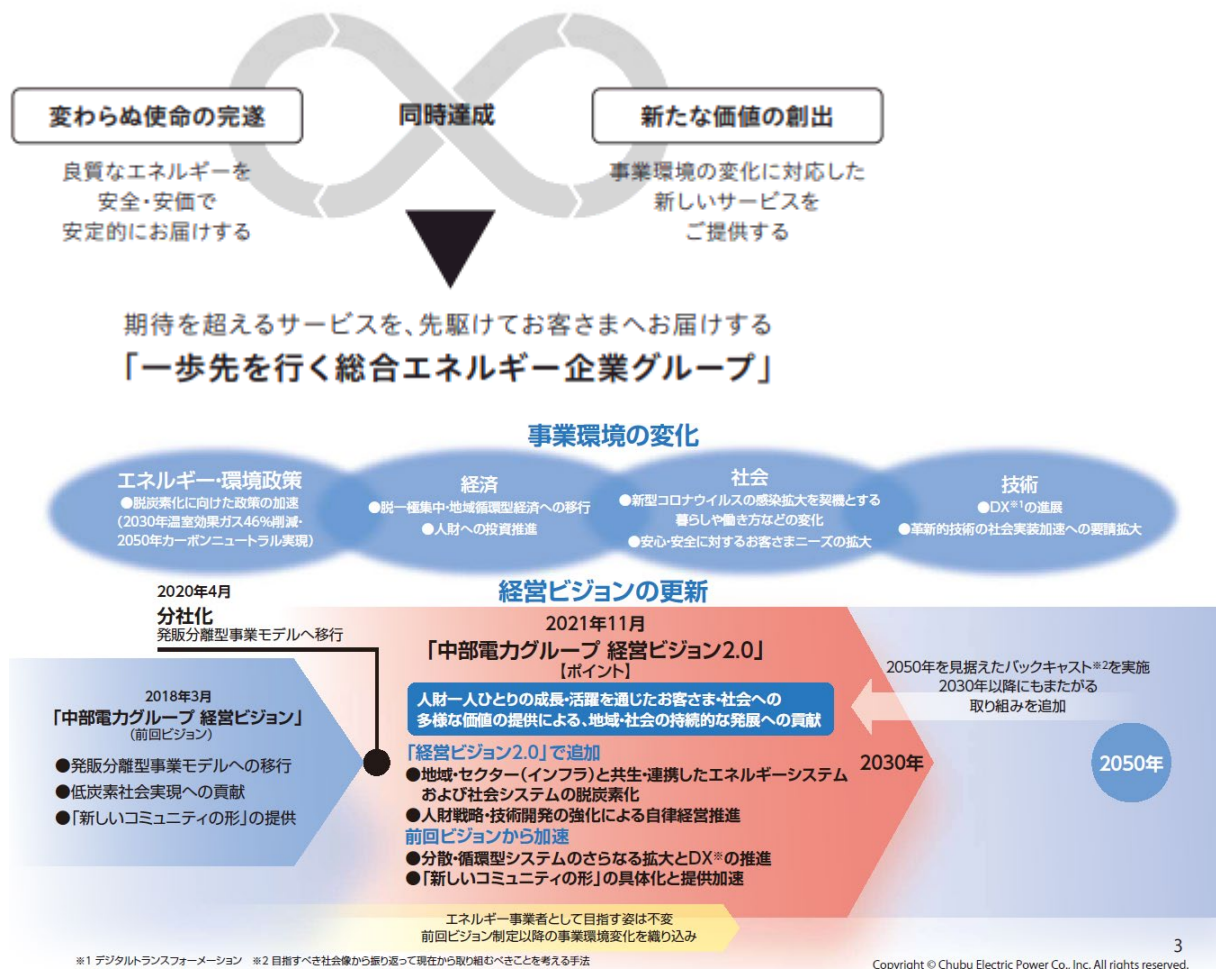 変わらぬ使命の完遂
同時達成
新たな価値の創出
良質なエネルギーを
安全・安価で
安定的にお届けする
事業環境の変化に対応した
新しいサービスを
ご提供する
期待を超えるサービスを、先駆けてお客さまへお届けする
「一歩先を行く総合エネルギー企業グループ」
事業環境の変化
エネルギー・環境政策
●脱炭素化に向けた政策の加速
(2030年温室効果ガス46%削減・
2050年カーボンニュートラル実現)
経済
●脱一極集中・地域循環型経済への移行
●人財への投資推進
社会
●新型コロナウイルスの感染拡大を契機とする
暮らしや働き方などの変化
●安心・安全に対するお客さまニーズの拡大
技術
●DX※1の進展
●革新的技術の社会実装加速への要請拡大
経営ビジョンの更新
2020年4月
分社化
発販分離型事業モデルへ移行
2018年3月
「中部電力グループ 経営ビジョン」
(前回ビジョン)
●発販分離型事業モデルへの移行
●低炭素社会実現への貢献
●「新しいコミュニティの形」の提供
2021年11月
「中部電力グループ 経営ビジョン2.0」
【ポイント】
人財一人ひとりの成長・活躍を通じたお客さま・社会への
多様な価値の提供による、地域・社会の持続的な発展への貢献
「経営ビジョン2.0」で追加
●地域・セクター(インフラ)と共生・連携したエネルギーシステム
および社会システムの脱炭素化
●人財戦略・技術開発の強化による自律経営推進
前回ビジョンから加速
●分散・循環型システムのさらなる拡大とDX※の推進
●「新しいコミュニティの形」の具体化と提供加速
2030年
2050年を見据えたバックキャスト※2を実施
2030年以降にもまたがる
取り組みを追加
2050年
エネルギー事業者として目指す姿は不変
前回ビジョン制定以降の事業環境変化を織り込み
※1 デジタルトランスフォーメーション ※2 目指すべき社会像から振り返って現在から取り組むべきことを考える手法
3
Copyright © Chubu Electric Power Co., Inc. All rights reserved.